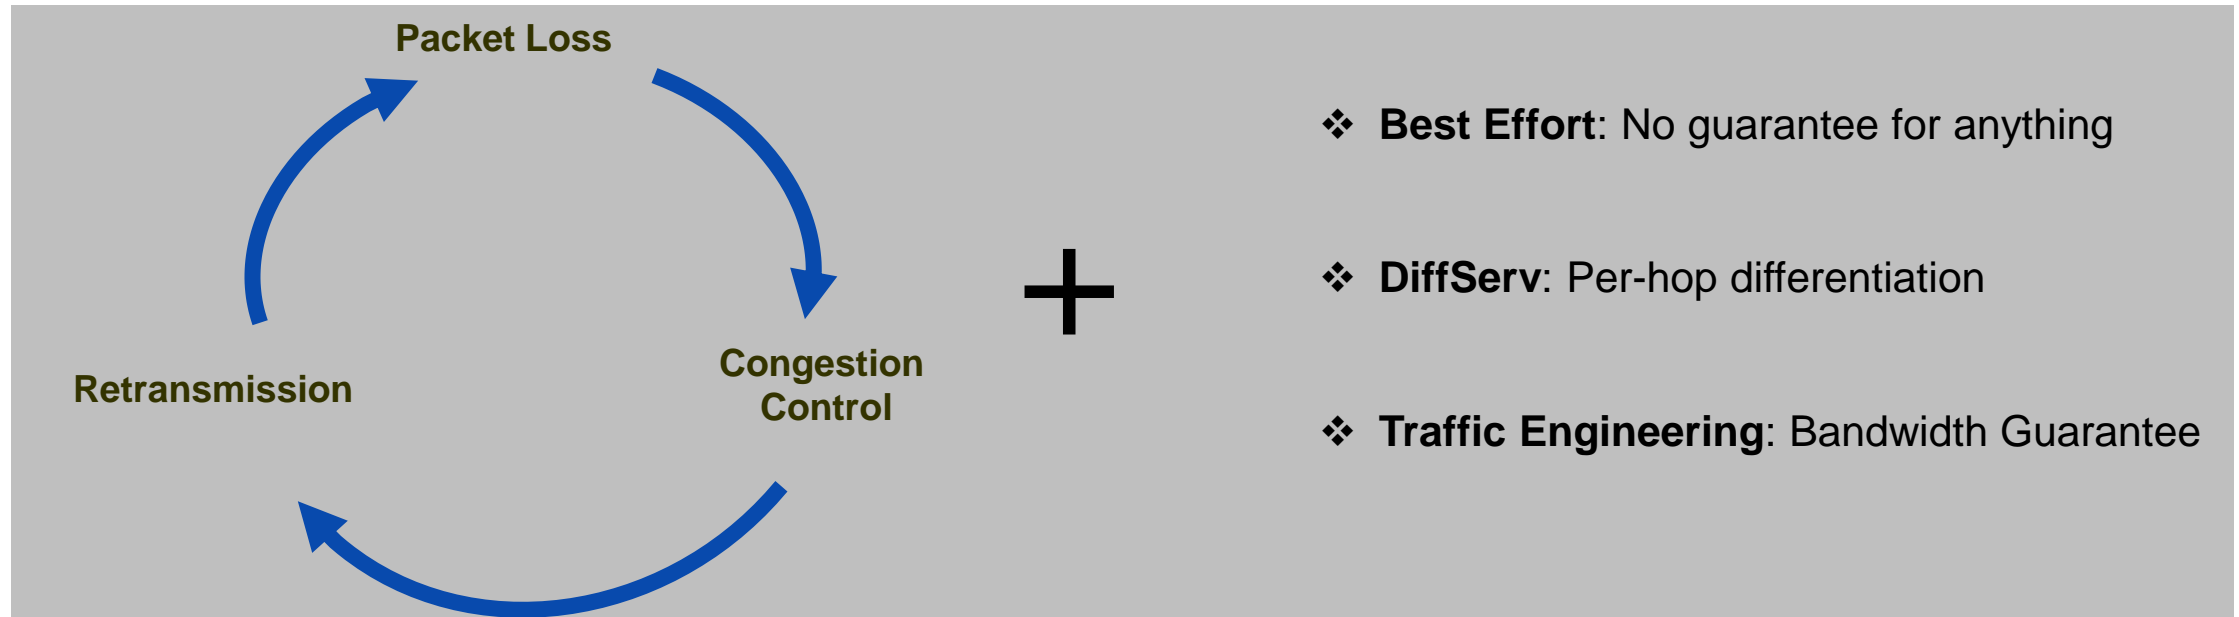 Packet Loss
Congestion
Control
Retransmission
+
❖ Best Effort: No guarantee for anything
❖ DiffServ: Per-hop differentiation
❖ Traffic Engineering: Bandwidth Guarantee